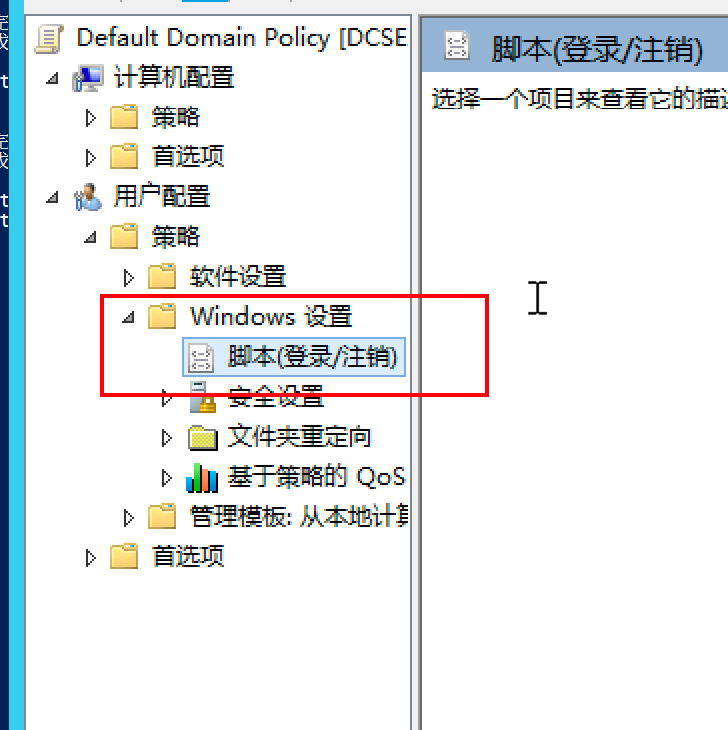 Default Domain Policy [DCSE
计算机配置
策略
首选项
用户配置
策略
软件设置
Windows 设置
脚本(登录/注销)
安全设置
文件夹重定向
基于策略的 QoS
管理模板: 从本地计算
首选项
脚本(登录/注销)
选择一个项目来查看它的描述